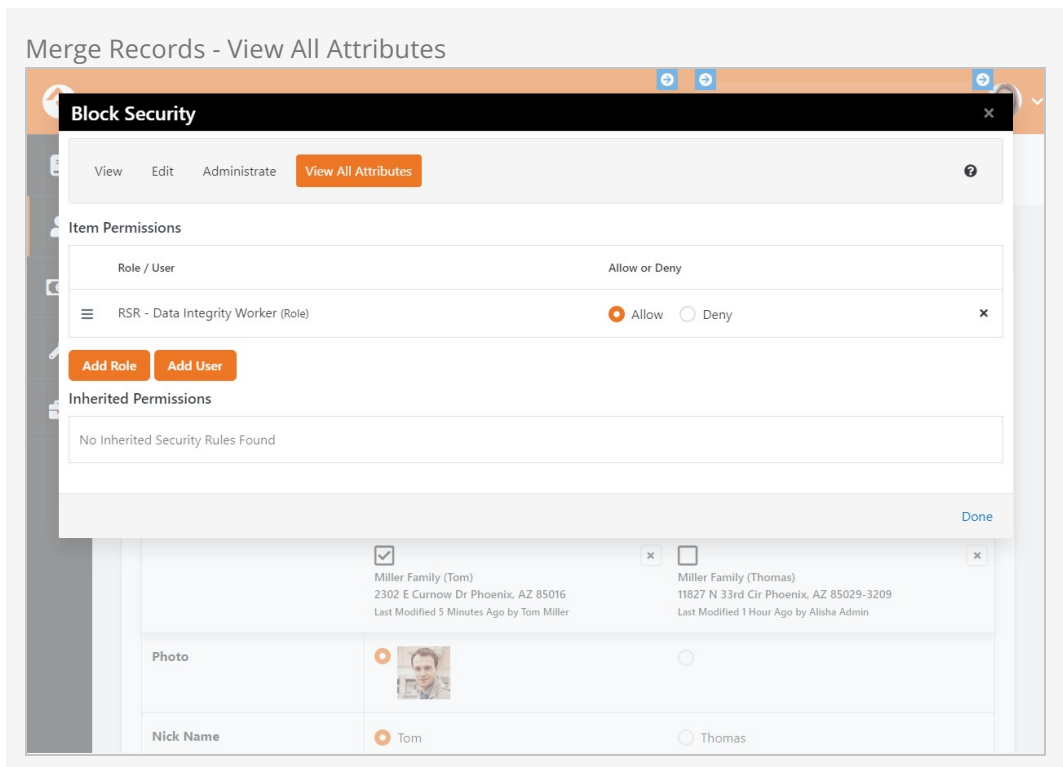 Merge Records - View All Attributes
Block Security
View Edit Administrate View All Attributes
Item Permissions
Role / User Allow or Deny
RSR - Data Integrity Worker (Role) Allow Deny
Add Role Add User
Inherited Permissions
No Inherited Security Rules Found
Done
Miller Family (Tom) Miller Family (Thomas)
2302 E Curnow Dr Phoenix, AZ 85016 11827 N 33rd Cir Phoenix, AZ 85029-3209
Last Modified 5 Minutes Ago by Tom Miller Last Modified 1 Hour Ago by Alisha Admin
Photo
Nick Name Tom Thomas